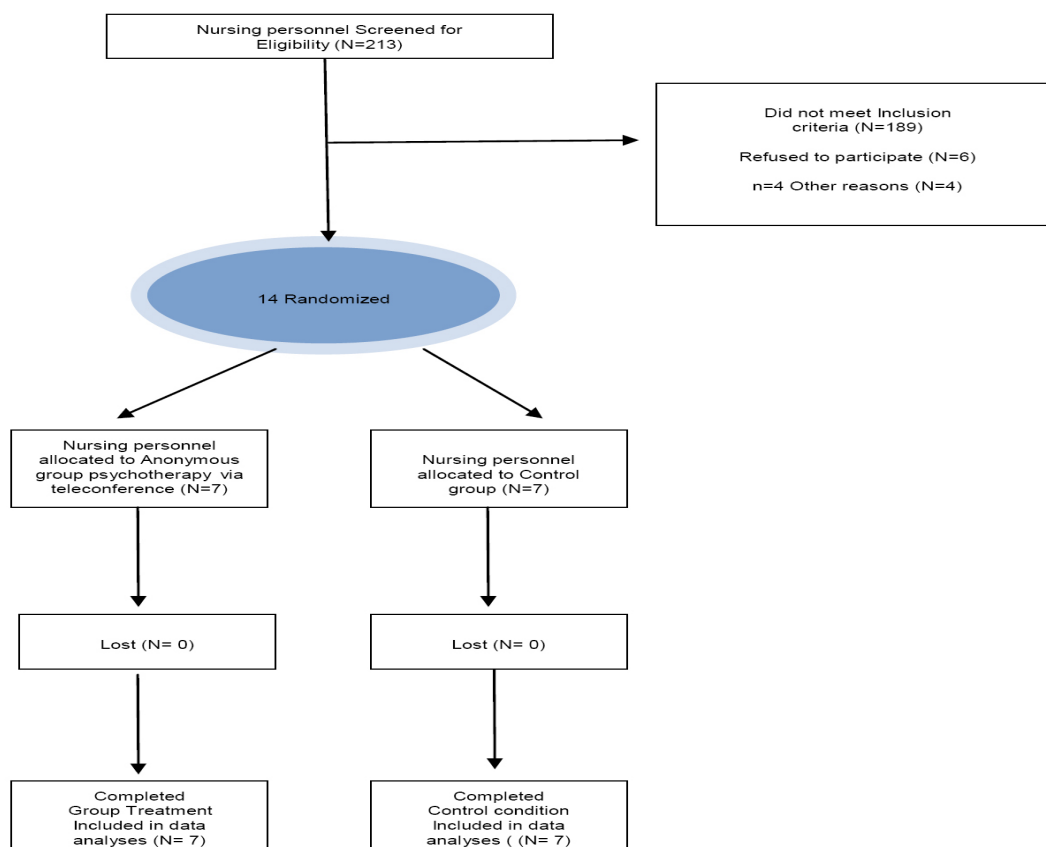 Nursing personnel Screened for
Eligibility (N=213)
Did not meet Inclusion
criteria (N=189)
Refused to participate (N=6)
n=4 Other reasons (N=4)
14 Randomized
Nursing personnel
allocated to Anonymous
group psychotherapy via
teleconference (N=7)
Nursing personnel
allocated to Control
group (N=7)
Lost (N= 0)
Lost (N= 0)
Completed
Group Treatment
Included in data
analyses (N= 7)
Completed
Control condition
Included in data
analyses ( (N= 7)